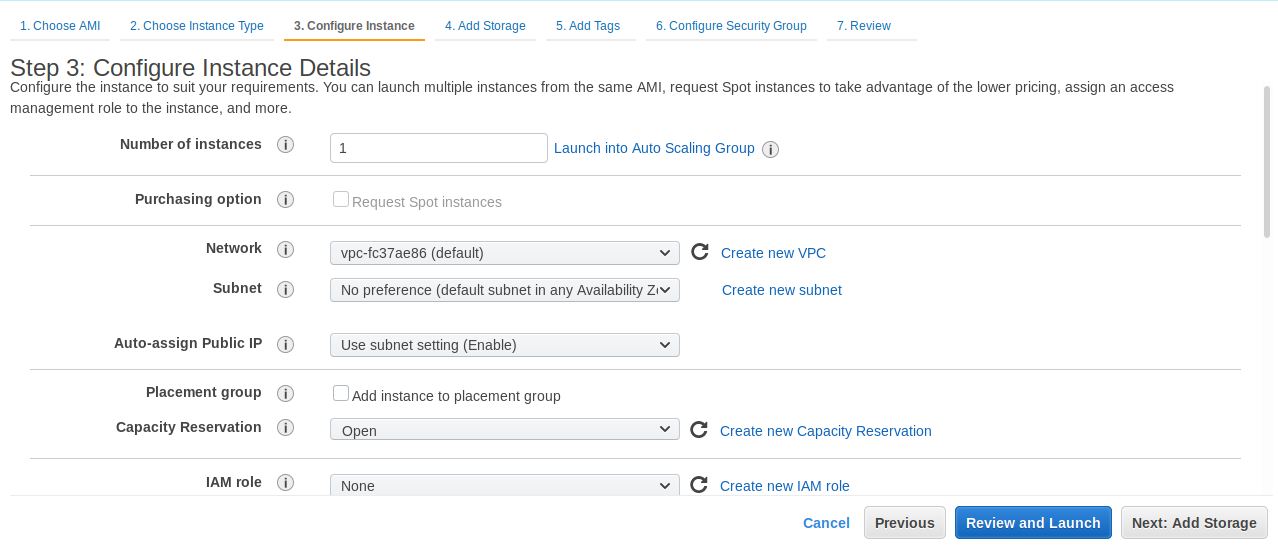 1. Choose AMI 2. Choose Instance Type 3. Configure Instance 4. Add Storage 5. Add Tags 6. Configure Security Group 7. Review
Step 3: Configure Instance Details
Configure the instance to suit your requirements. You can launch multiple instances from the same AMI, request Spot instances to take advantage of the lower pricing, assign an access
management role to the instance, and more.
Number of instances i 1 Launch into Auto Scaling Group i
Purchasing option i Request Spot instances
Network i vpc-fc37ae86 (default) Create new VPC
Subnet i No preference (default subnet in any Availability Zo Create new subnet
Auto-assign Public IP i Use subnet setting (Enable)
Placement group i Add instance to placement group
Capacity Reservation i Open Create new Capacity Reservation
IAM role i None Create new IAM role
Cancel Previous Review and Launch Next: Add Storage